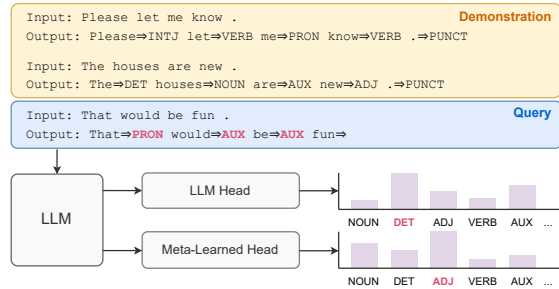 Demonstration
Input: Please let me know .
Output: Please⇒INTJ let⇒VERB me⇒PRON know⇒VERB .⇒PUNCT
Input: The houses are new .
Output: The⇒DET houses⇒NOUN are⇒AUX new⇒ADJ .⇒PUNCT
Query
Input: That would be fun .
Output: That⇒PRON would⇒AUX be⇒AUX fun⇒
LLM
LLM Head
NOUN DET ADJ VERB AUX ...
Meta-Learned Head
NOUN DET ADJ VERB AUX ...